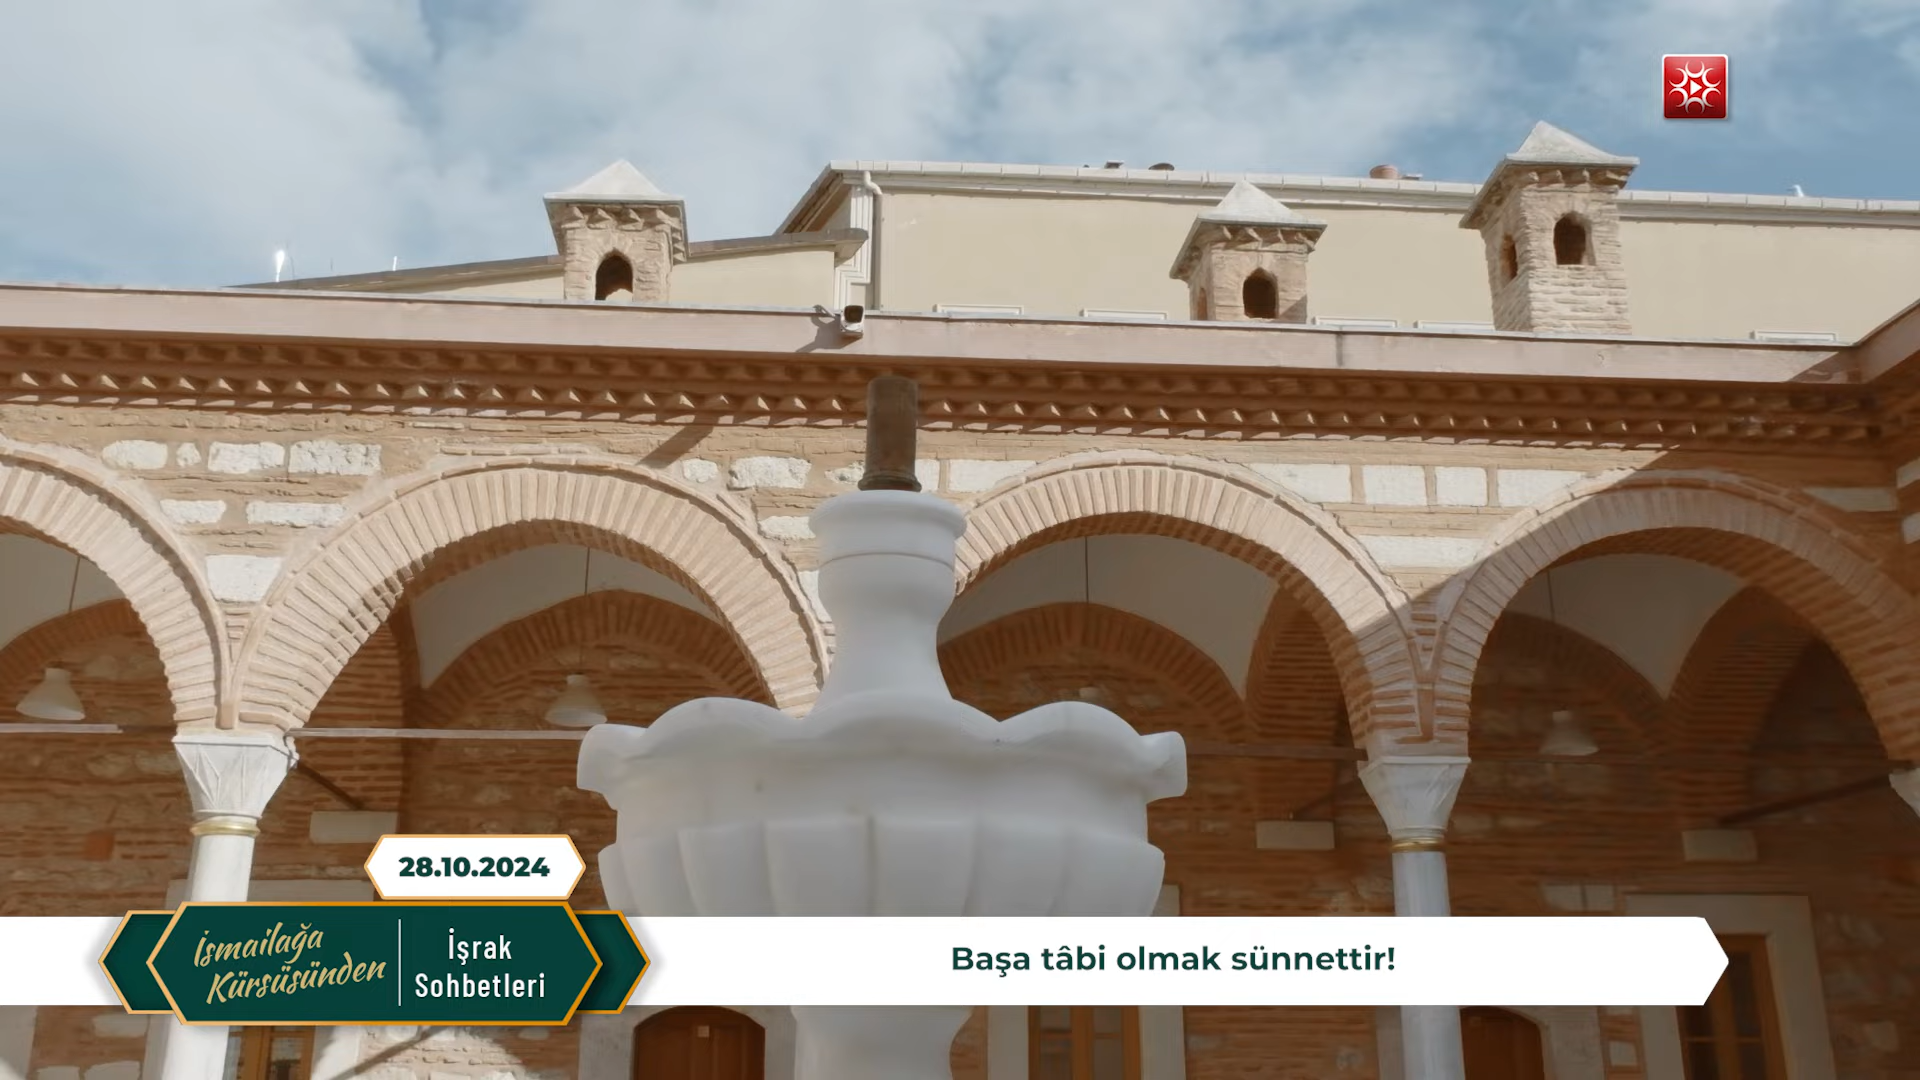 28.10.2024
İsmailağa
Kürsüsünden
İşrak
Sohbetleri
Başa tâbi olmak sünnettir!